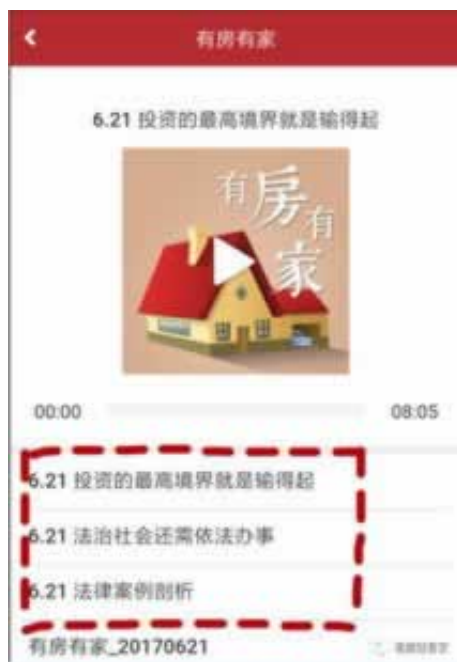 有房有家
6.21 投资的最高境界就是输得起
有房有家
00:00
08:05
6.21 投资的最高境界就是输得起
6.21 法治社会还需依法办事
6.21 法律案例剖析
有房有家_20170621